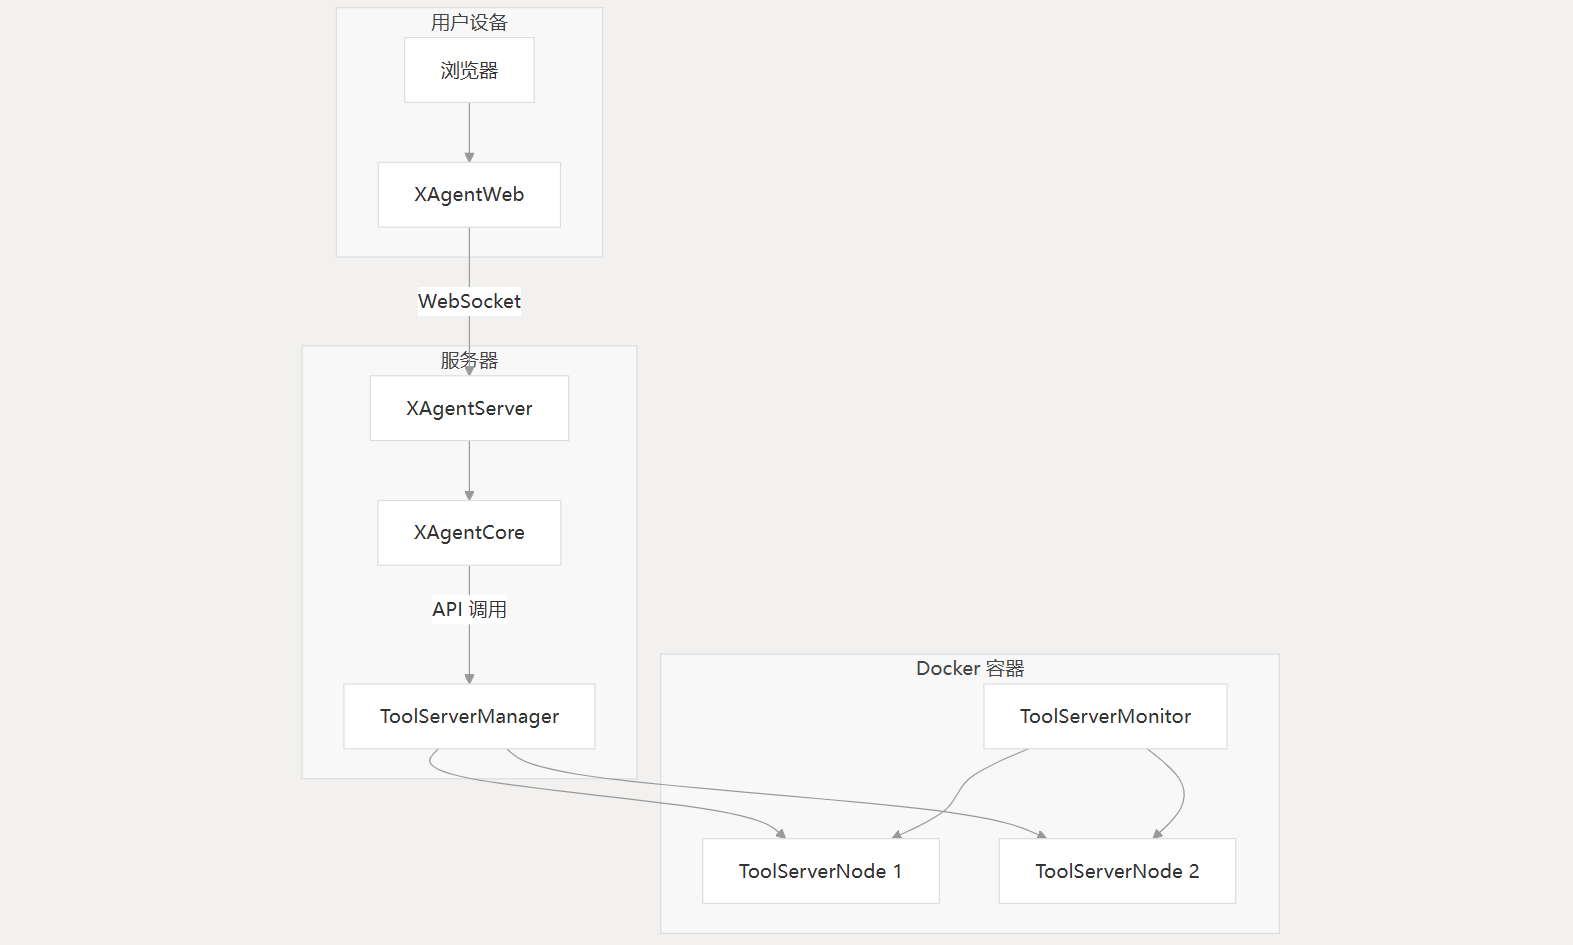 用户设备
浏览器
XAgentWeb
WebSocket
服务器
XAgentServer
XAgentCore
API 调用
ToolServerManager
Docker 容器
ToolServerMonitor
ToolServerNode 1
ToolServerNode 2